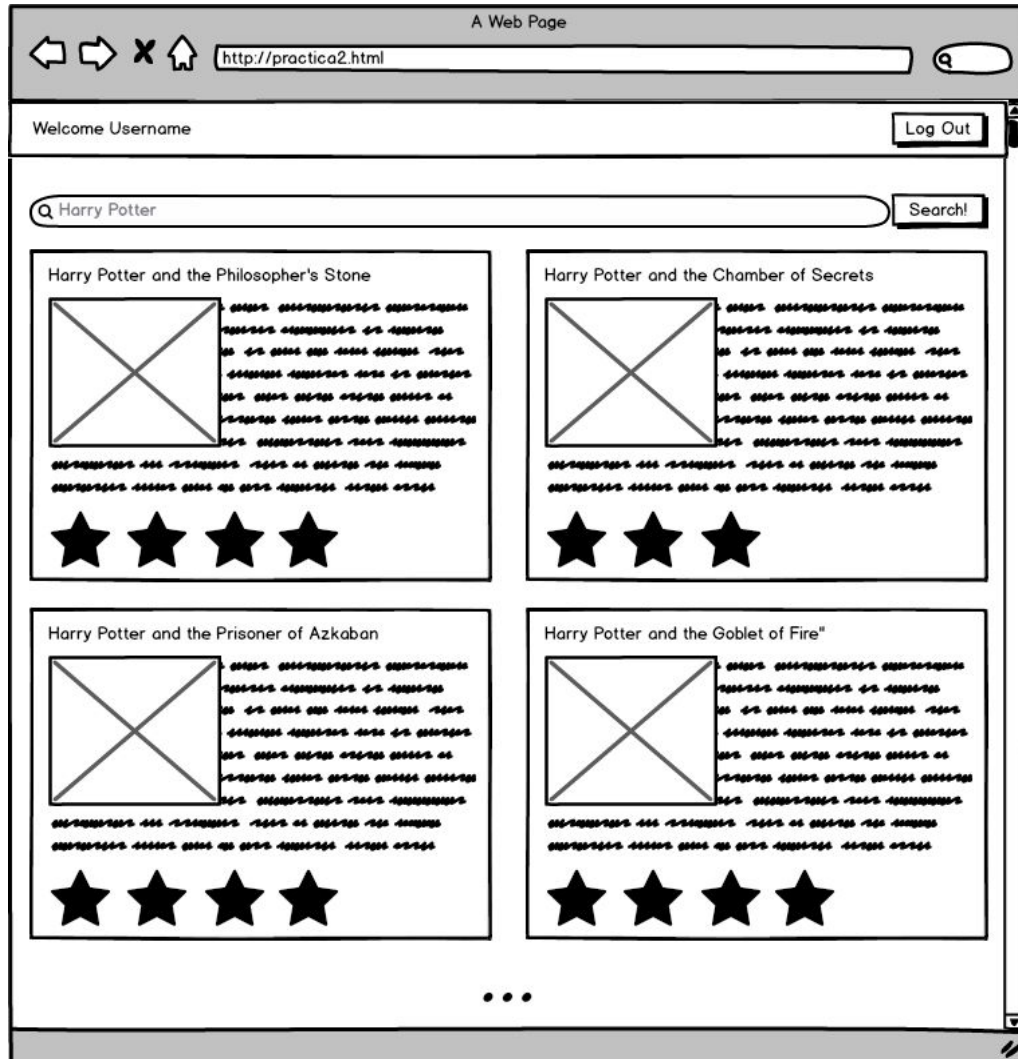 A Web Page
http://practica2.html
Welcome Username
Log Out
Harry Potter
Search!
Harry Potter and the Philosopher's Stone
Harry Potter and the Chamber of Secrets
Harry Potter and the Prisoner of Azkaban
Harry Potter and the Goblet of Fire"